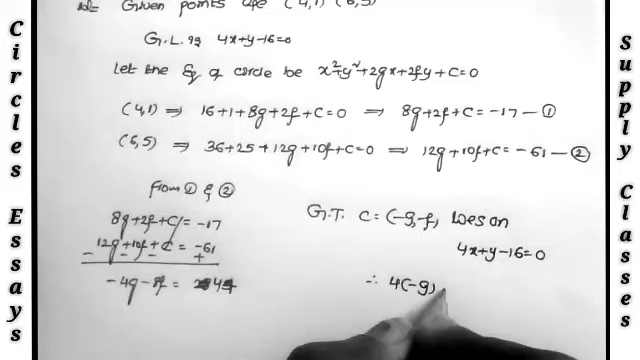 Circles Essays
Sol:- Given points are (4,1) (6,5)
G.L. eq 4x+y-16=0
Let the Eq of circle be x²+y²+2gx+2fy+c=0
(4,1) ⟹ 16+1+8g+2f+c=0 ⟹ 8g+2f+c=-17 — ①
(6,5) ⟹ 36+25+12g+10f+c=0 ⟹ 12g+10f+c=-61 — ②
from ① & ②
8g+2f+c = -17
12g+10f+c = -61
- - - +
-4g-8f = 44
G.T. C=(-g,-f) lies on
4x+y-16=0
∴ 4(-g)
Supply Classes